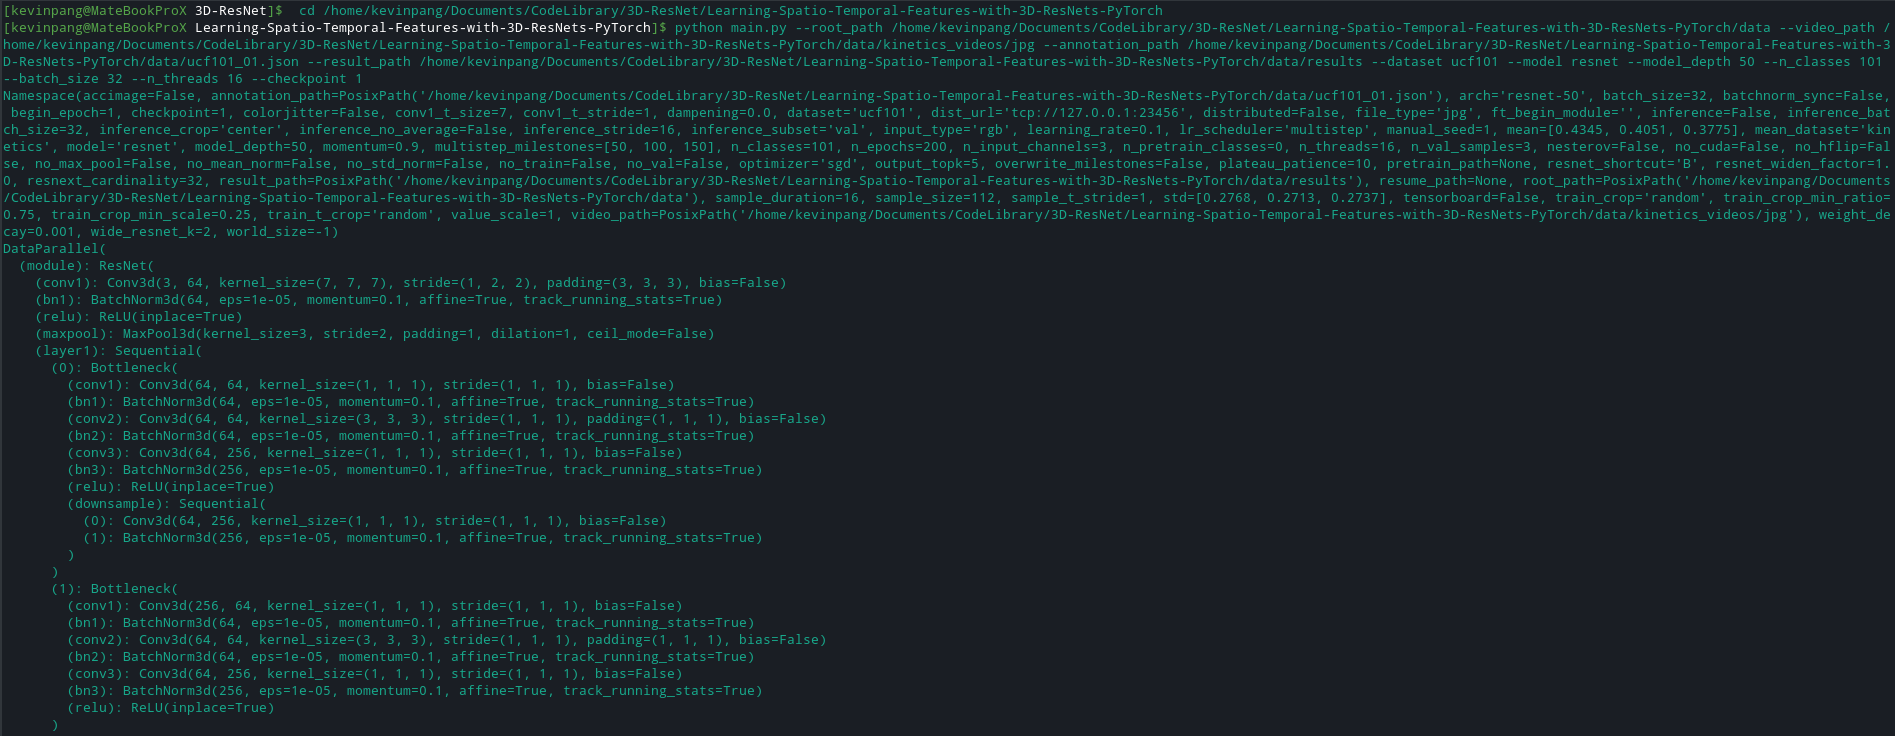 [kevinpang@MateBookProX 3D-ResNet]$  cd /home/kevinpang/Documents/CodeLibrary/3D-ResNet/Learning-Spatio-Temporal-Features-with-3D-ResNets-PyTorch
[kevinpang@MateBookProX Learning-Spatio-Temporal-Features-with-3D-ResNets-PyTorch]$ python main.py --root_path /home/kevinpang/Documents/CodeLibrary/3D-ResNet/Learning-Spatio-Temporal-Features-with-3D-ResNets-PyTorch/data --video_path /
home/kevinpang/Documents/CodeLibrary/3D-ResNet/Learning-Spatio-Temporal-Features-with-3D-ResNets-PyTorch/data/kinetics_videos/jpg --annotation_path /home/kevinpang/Documents/CodeLibrary/3D-ResNet/Learning-Spatio-Temporal-Features-with-3
D-ResNets-PyTorch/data/ucf101_01.json --result_path /home/kevinpang/Documents/CodeLibrary/3D-ResNet/Learning-Spatio-Temporal-Features-with-3D-ResNets-PyTorch/data/results --dataset ucf101 --model resnet --model_depth 50 --n_classes 101
--batch_size 32 --n_threads 16 --checkpoint 1
Namespace(accimage=False, annotation_path=PosixPath('/home/kevinpang/Documents/CodeLibrary/3D-ResNet/Learning-Spatio-Temporal-Features-with-3D-ResNets-PyTorch/data/ucf101_01.json'), arch='resnet-50', batch_size=32, batchnorm_sync=False,
 begin_epoch=1, checkpoint=1, colorjitter=False, conv1_t_size=7, conv1_t_stride=1, dampening=0.0, dataset='ucf101', dist_url='tcp://127.0.0.1:23456', distributed=False, file_type='jpg', ft_begin_module='', inference=False, inference_bat
ch_size=32, inference_crop='center', inference_no_average=False, inference_stride=16, inference_subset='val', input_type='rgb', learning_rate=0.1, lr_scheduler='multistep', manual_seed=1, mean=[0.4345, 0.4051, 0.3775], mean_dataset='kin
etics', model='resnet', model_depth=50, momentum=0.9, multistep_milestones=[50, 100, 150], n_classes=101, n_epochs=200, n_input_channels=3, n_pretrain_classes=0, n_threads=16, n_val_samples=3, nesterov=False, no_cuda=False, no_hflip=Fal
se, no_max_pool=False, no_mean_norm=False, no_std_norm=False, no_train=False, no_val=False, optimizer='sgd', output_topk=5, overwrite_milestones=False, plateau_patience=10, pretrain_path=None, resnet_shortcut='B', resnet_widen_factor=1.
0, resnext_cardinality=32, result_path=PosixPath('/home/kevinpang/Documents/CodeLibrary/3D-ResNet/Learning-Spatio-Temporal-Features-with-3D-ResNets-PyTorch/data/results'), resume_path=None, root_path=PosixPath('/home/kevinpang/Documents
/CodeLibrary/3D-ResNet/Learning-Spatio-Temporal-Features-with-3D-ResNets-PyTorch/data'), sample_duration=16, sample_size=112, sample_t_stride=1, std=[0.2768, 0.2713, 0.2737], tensorboard=False, train_crop='random', train_crop_min_ratio=
0.75, train_crop_min_scale=0.25, train_t_crop='random', value_scale=1, video_path=PosixPath('/home/kevinpang/Documents/CodeLibrary/3D-ResNet/Learning-Spatio-Temporal-Features-with-3D-ResNets-PyTorch/data/kinetics_videos/jpg'), weight_de
cay=0.001, wide_resnet_k=2, world_size=-1)
DataParallel(
  (module): ResNet(
    (conv1): Conv3d(3, 64, kernel_size=(7, 7, 7), stride=(1, 2, 2), padding=(3, 3, 3), bias=False)
    (bn1): BatchNorm3d(64, eps=1e-05, momentum=0.1, affine=True, track_running_stats=True)
    (relu): ReLU(inplace=True)
    (maxpool): MaxPool3d(kernel_size=3, stride=2, padding=1, dilation=1, ceil_mode=False)
    (layer1): Sequential(
      (0): Bottleneck(
        (conv1): Conv3d(64, 64, kernel_size=(1, 1, 1), stride=(1, 1, 1), bias=False)
        (bn1): BatchNorm3d(64, eps=1e-05, momentum=0.1, affine=True, track_running_stats=True)
        (conv2): Conv3d(64, 64, kernel_size=(3, 3, 3), stride=(1, 1, 1), padding=(1, 1, 1), bias=False)
        (bn2): BatchNorm3d(64, eps=1e-05, momentum=0.1, affine=True, track_running_stats=True)
        (conv3): Conv3d(64, 256, kernel_size=(1, 1, 1), stride=(1, 1, 1), bias=False)
        (bn3): BatchNorm3d(256, eps=1e-05, momentum=0.1, affine=True, track_running_stats=True)
        (relu): ReLU(inplace=True)
        (downsample): Sequential(
          (0): Conv3d(64, 256, kernel_size=(1, 1, 1), stride=(1, 1, 1), bias=False)
          (1): BatchNorm3d(256, eps=1e-05, momentum=0.1, affine=True, track_running_stats=True)
        )
      )
      (1): Bottleneck(
        (conv1): Conv3d(256, 64, kernel_size=(1, 1, 1), stride=(1, 1, 1), bias=False)
        (bn1): BatchNorm3d(64, eps=1e-05, momentum=0.1, affine=True, track_running_stats=True)
        (conv2): Conv3d(64, 64, kernel_size=(3, 3, 3), stride=(1, 1, 1), padding=(1, 1, 1), bias=False)
        (bn2): BatchNorm3d(64, eps=1e-05, momentum=0.1, affine=True, track_running_stats=True)
        (conv3): Conv3d(64, 256, kernel_size=(1, 1, 1), stride=(1, 1, 1), bias=False)
        (bn3): BatchNorm3d(256, eps=1e-05, momentum=0.1, affine=True, track_running_stats=True)
        (relu): ReLU(inplace=True)
      )